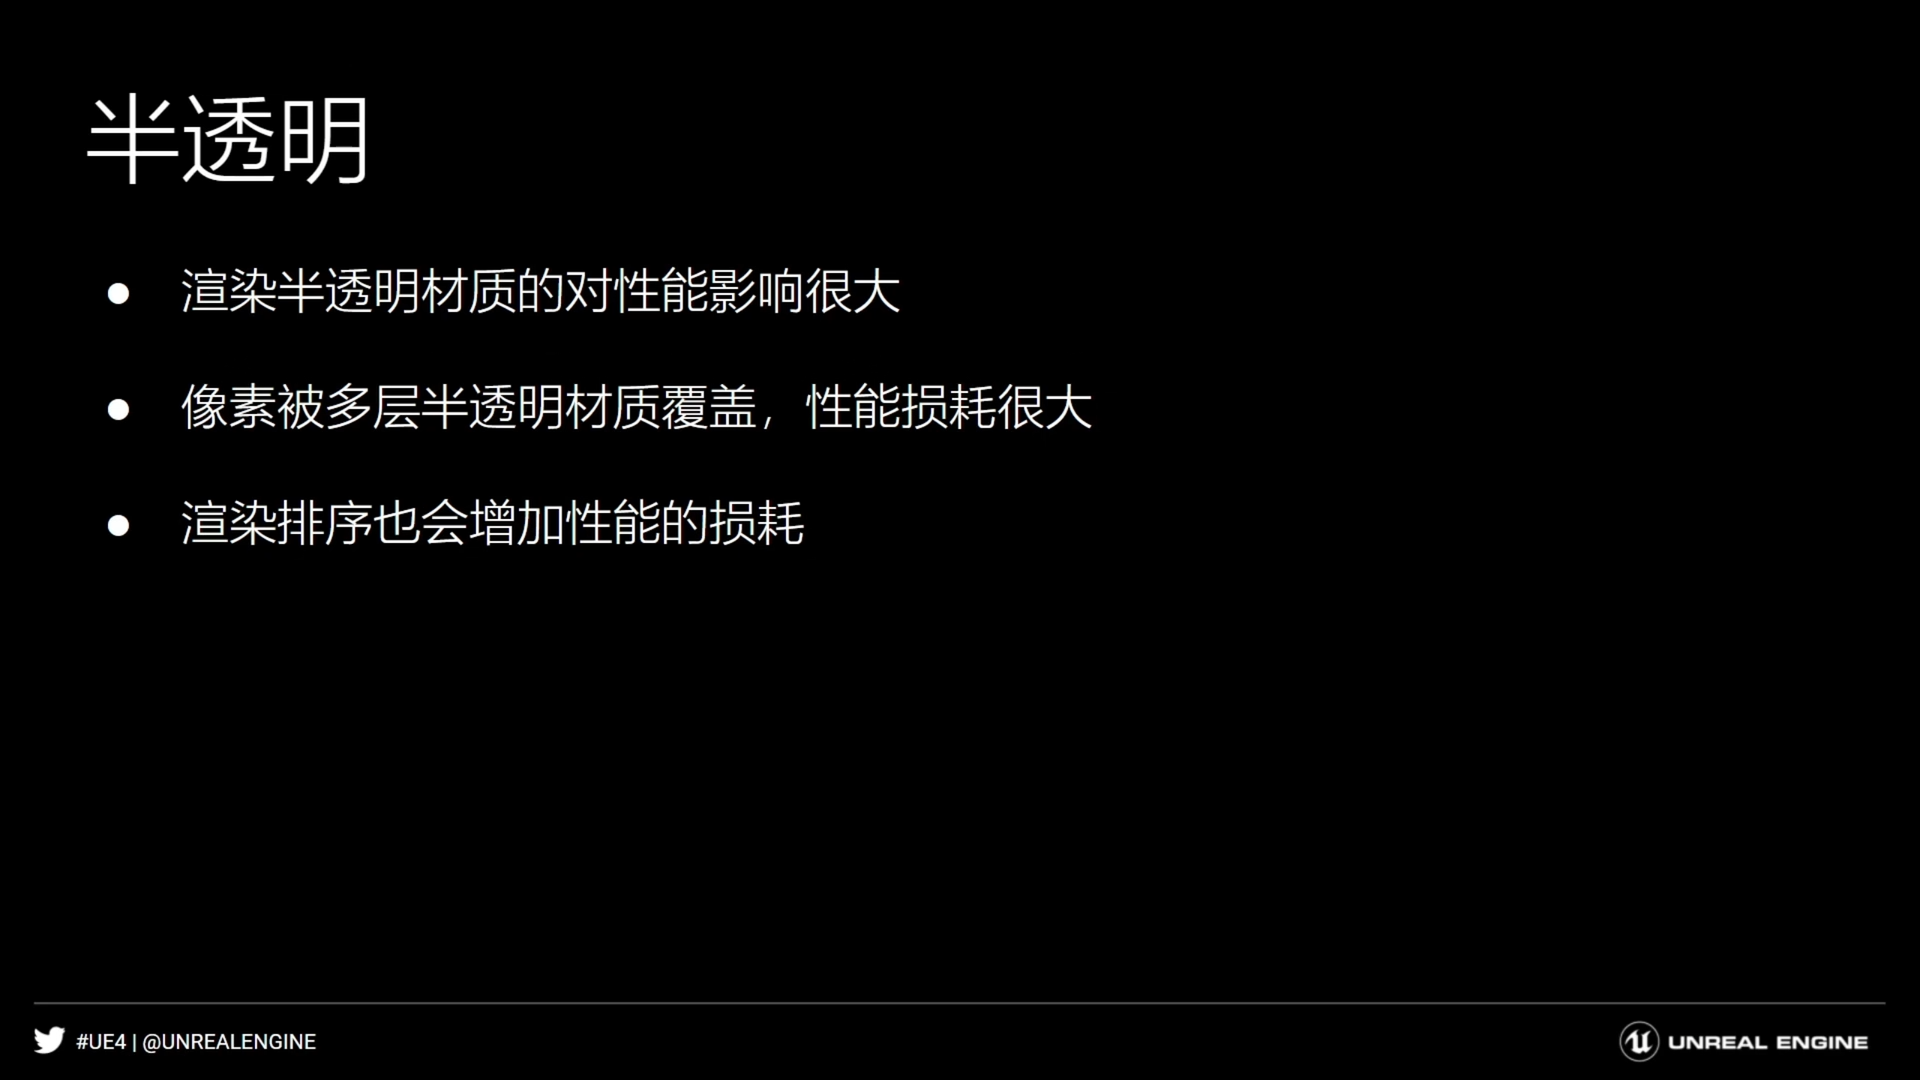 半透明
● 渲染半透明材质的对性能影响很大
● 像素被多层半透明材质覆盖，性能损耗很大
● 渲染排序也会增加性能的损耗
#UE4 | @UNREALENGINE
UNREAL ENGINE